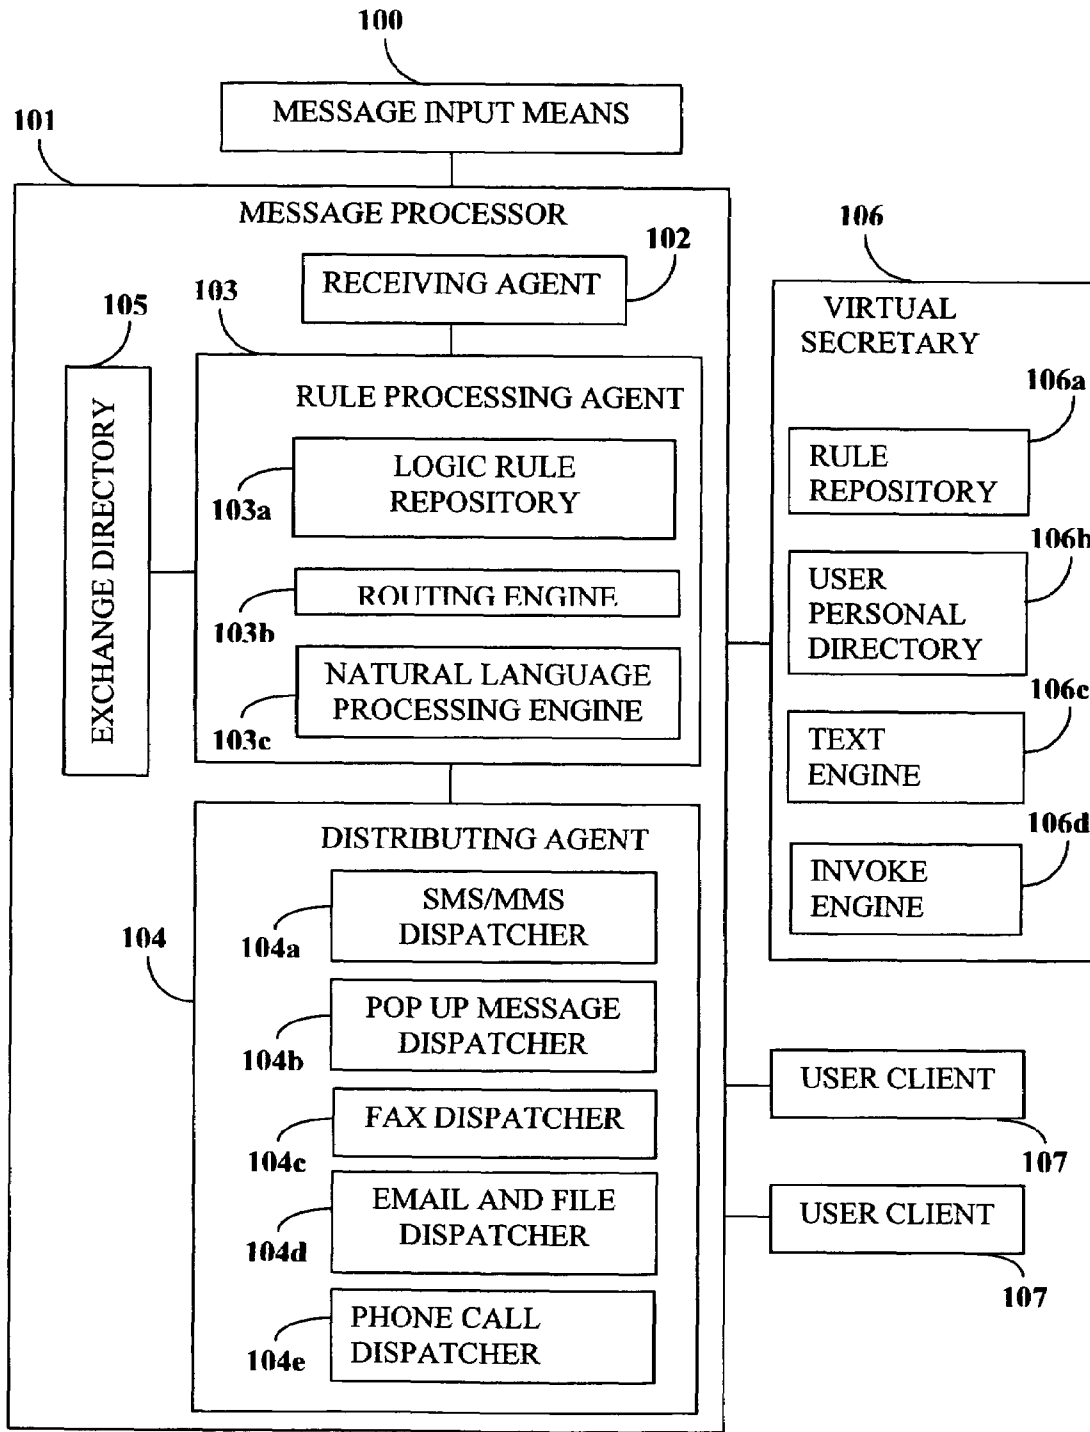 100
MESSAGE INPUT MEANS
101
MESSAGE PROCESSOR
102
RECEIVING AGENT
103
105
EXCHANGE DIRECTORY
RULE PROCESSING AGENT
LOGIC RULE
REPOSITORY
103a
ROUTING ENGINE
103b
NATURAL LANGUAGE
PROCESSING ENGINE
103c
DISTRIBUTING AGENT
104
SMS/MMS
DISPATCHER
104a
POP UP MESSAGE
DISPATCHER
104b
FAX DISPATCHER
104c
EMAIL AND FILE
DISPATCHER
104d
PHONE CALL
DISPATCHER
104e
106
VIRTUAL
SECRETARY
106a
RULE
REPOSITORY
106b
USER
PERSONAL
DIRECTORY
106c
TEXT
ENGINE
106d
INVOKE
ENGINE
USER CLIENT
107
USER CLIENT
107